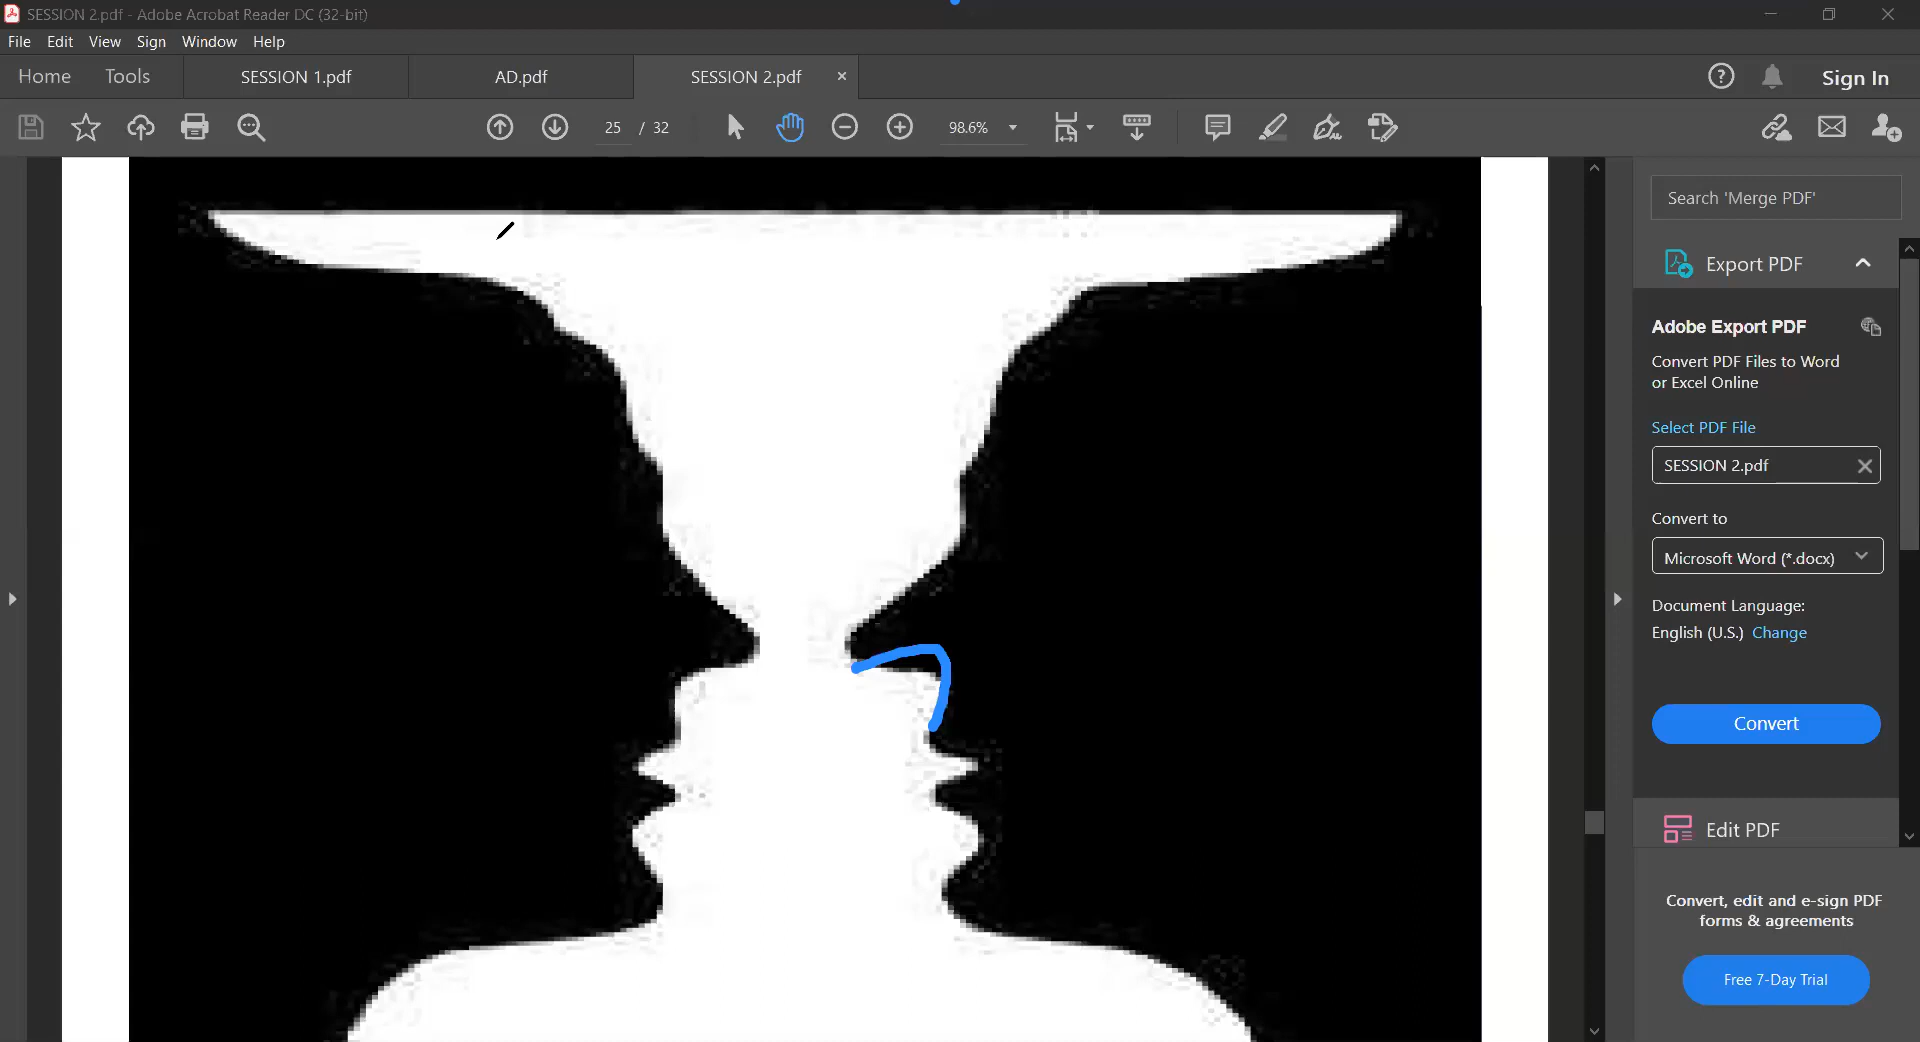 SESSION 2.pdf - Adobe Acrobat Reader DC (32-bit)
File Edit View Sign Window Help
Home Tools SESSION 1.pdf AD.pdf SESSION 2.pdf Sign In
25 / 32 98.6%
Search 'Merge PDF'
Export PDF
Adobe Export PDF
Convert PDF Files to Word
or Excel Online
Select PDF File
SESSION 2.pdf
Convert to
Microsoft Word (*.docx)
Document Language:
English (U.S.) Change
Convert
Edit PDF
Convert, edit and e-sign PDF
forms & agreements
Free 7-Day Trial